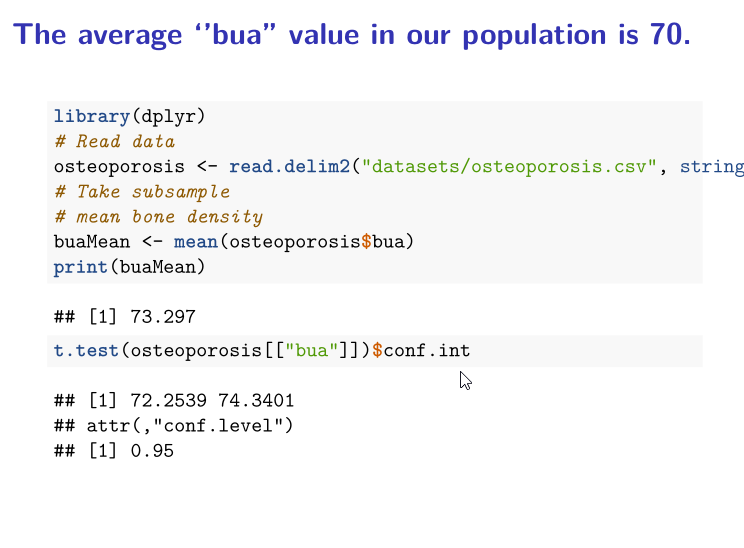 The average ‘’bua” value in our population is 70.
library(dplyr)
# Read data
osteoporosis <- read.delim2("datasets/osteoporosis.csv", string
# Take subsample
# mean bone density
buaMean <- mean(osteoporosis$bua)
print(buaMean)
## [1] 73.297
t.test(osteoporosis[["bua"]])$conf.int
## [1] 72.2539 74.3401
## attr(,"conf.level")
## [1] 0.95